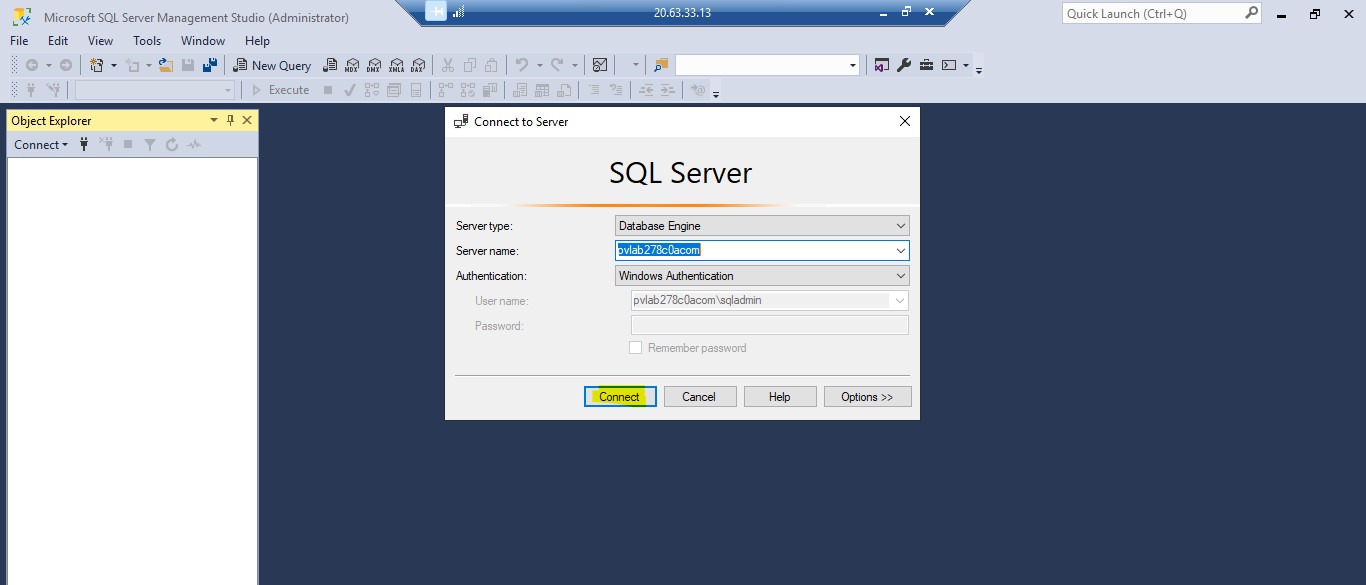 Microsoft SQL Server Management Studio (Administrator)
20.63.33.13
Quick Launch (Ctrl+Q)
File Edit View Tools Window Help
New Query MDX DMX XMLA DAX
Execute
Object Explorer
Connect
Connect to Server
SQL Server
Server type: Database Engine
Server name: pvlab278c0acom
Authentication: Windows Authentication
User name: pvlab278c0acom\sqladmin
Password:
Remember password
Connect Cancel Help Options >>